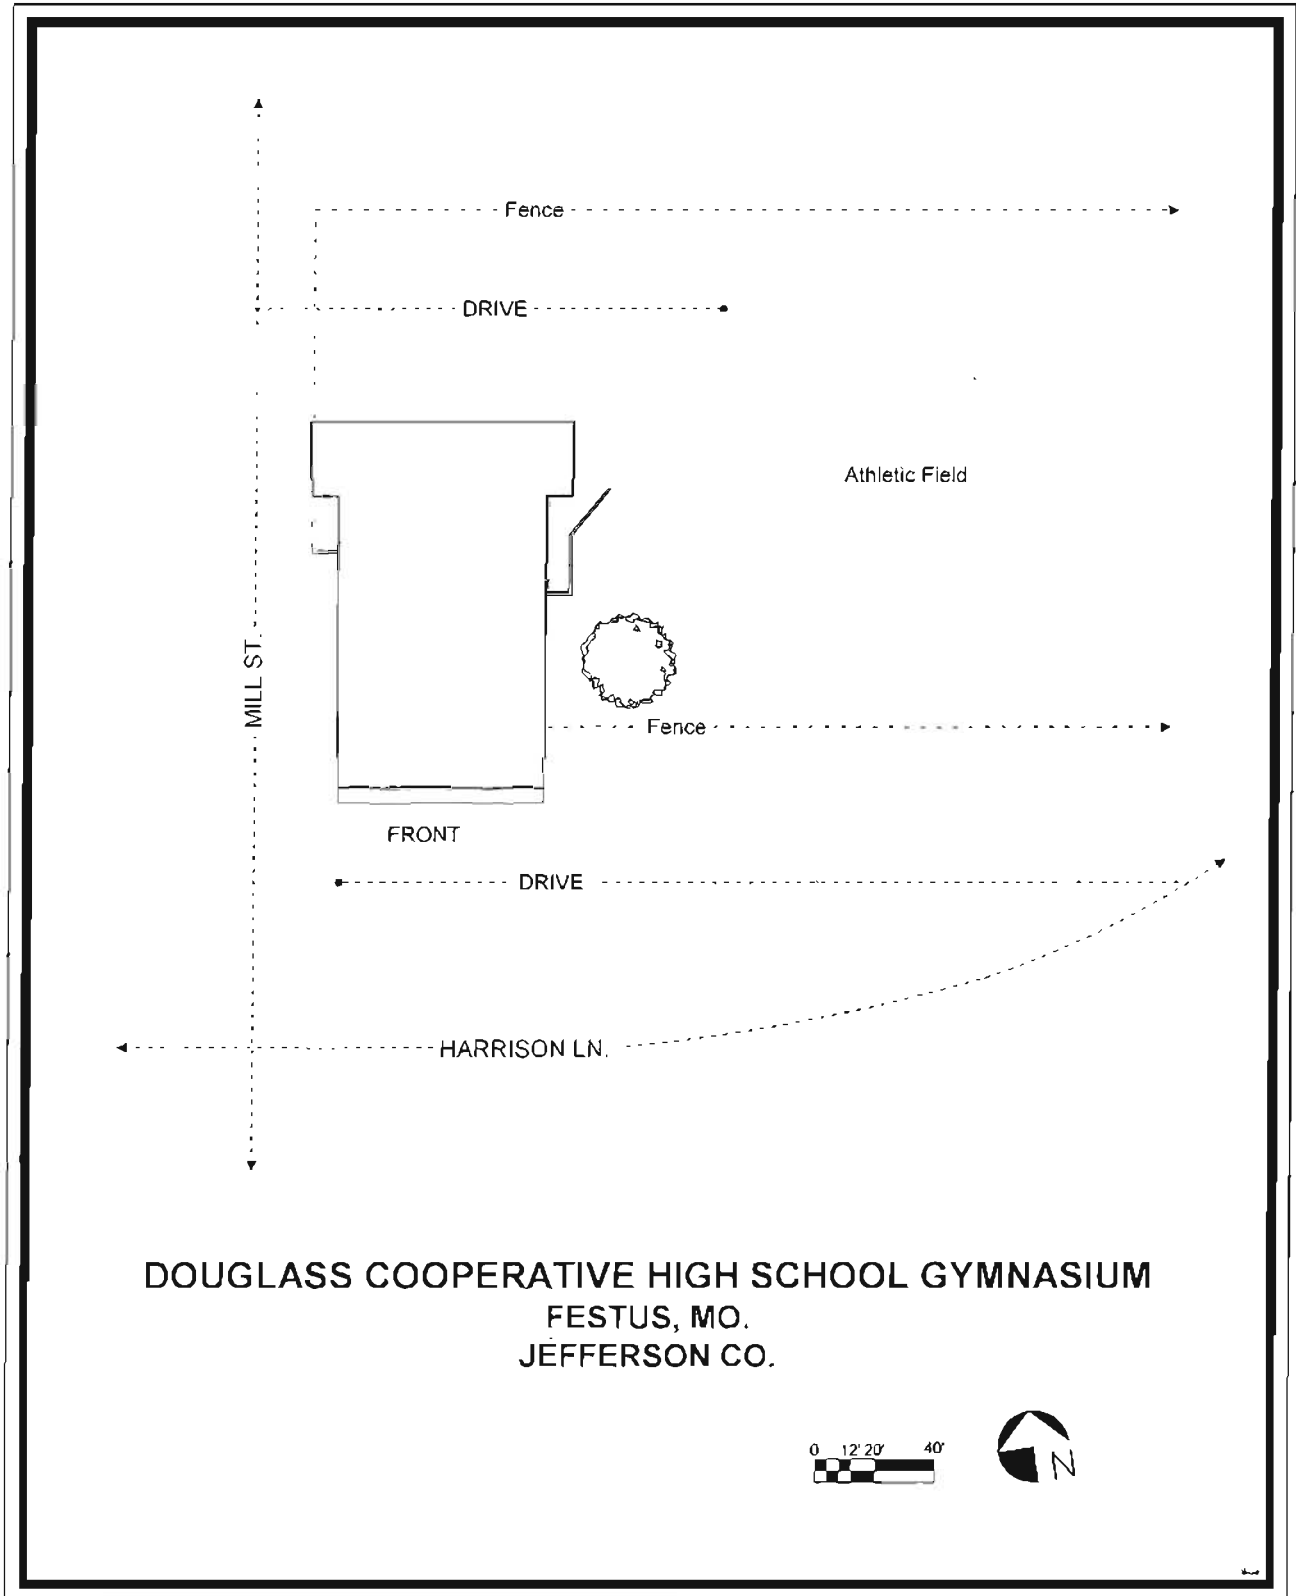 Fence
DRIVE
Athletic Field
MILL ST.
Fence
FRONT
DRIVE
HARRISON LN.
DOUGLASS COOPERATIVE HIGH SCHOOL GYMNASIUM
FESTUS, MO.
JEFFERSON CO.
0 12' 20' 40'
N